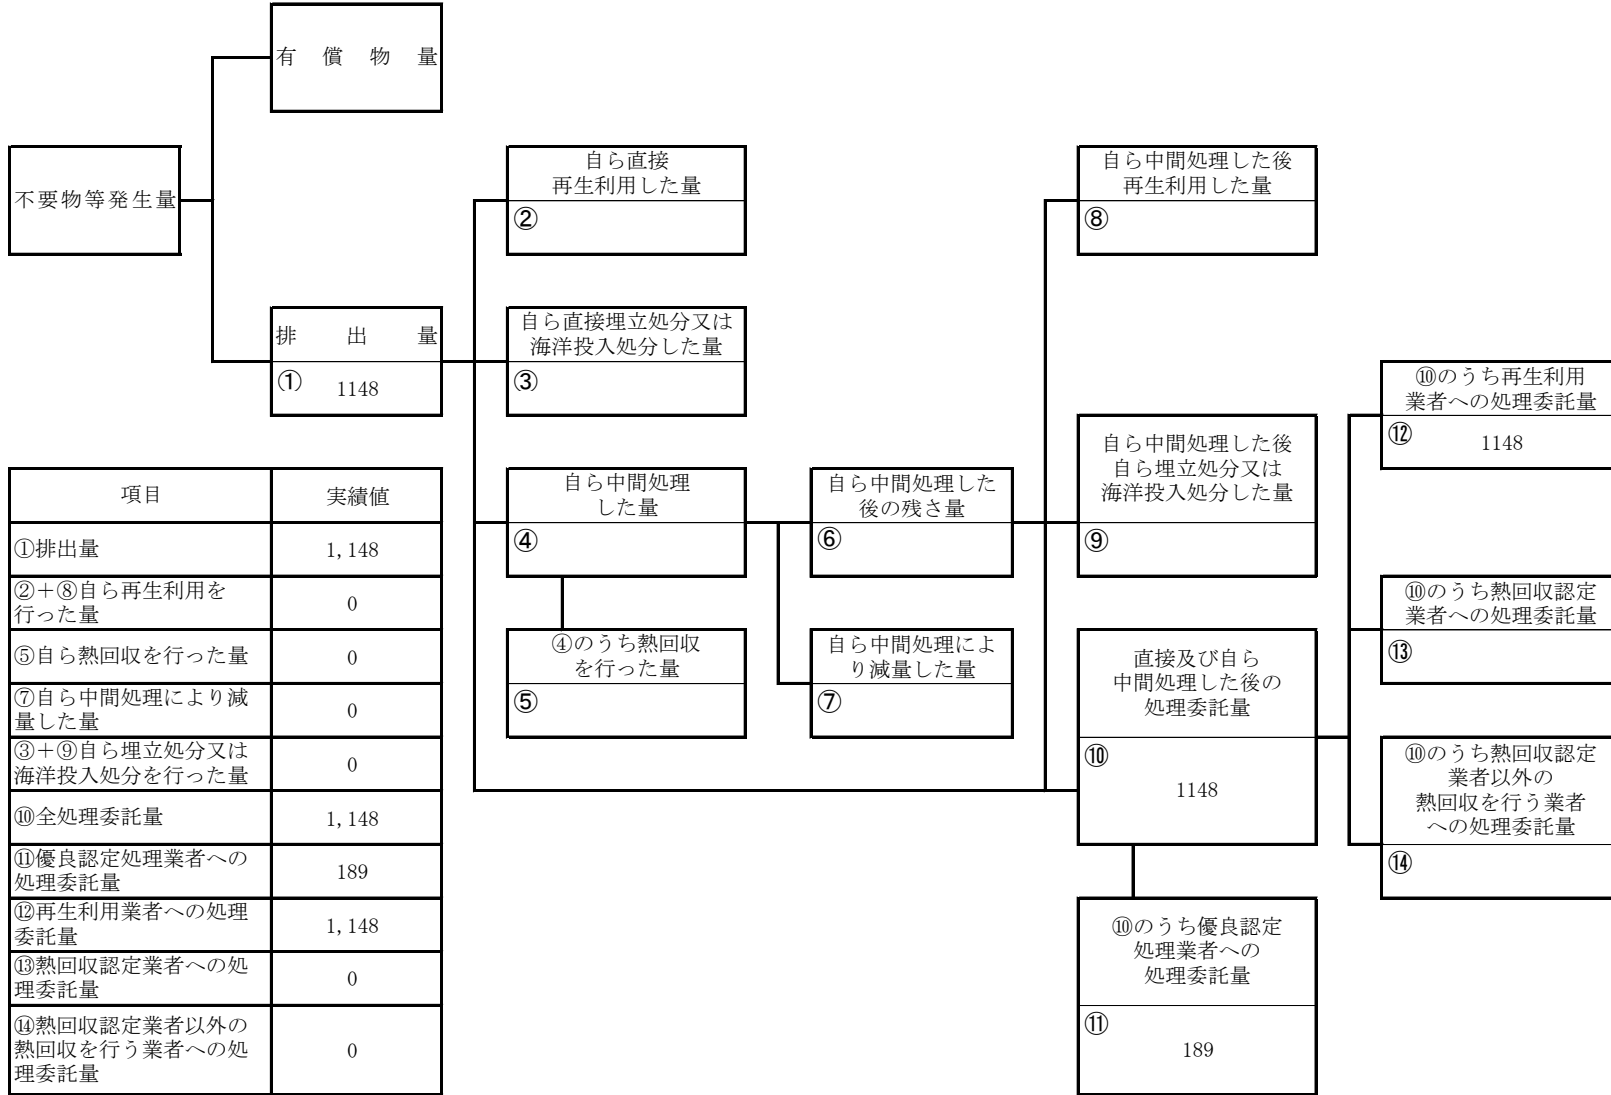 有償物量
不要物等発生量
排出量
① 1148
自ら直接
再生利用した量
②
自ら直接埋立処分又は
海洋投入処分した量
③
自ら中間処理
した量
④
④のうち熱回収
を行った量
⑤
自ら中間処理した
後の残さ量
⑥
自ら中間処理によ
り減量した量
⑦
自ら中間処理した後
再生利用した量
⑧
自ら中間処理した後
自ら埋立処分又は
海洋投入処分した量
⑨
直接及び自ら
中間処理した後の
処理委託量
⑩
1148
⑩のうち優良認定
処理業者への
処理委託量
⑪
189
⑩のうち再生利用
業者への処理委託量
⑫ 1148
⑩のうち熱回収認定
業者への処理委託量
⑬
⑩のうち熱回収認定
業者以外の
熱回収を行う業者
への処理委託量
⑭
項目 実績値
①排出量 1,148
②＋⑧自ら再生利用を
行った量 0
⑤自ら熱回収を行った量 0
⑦自ら中間処理により減
量した量 0
③＋⑨自ら埋立処分又は
海洋投入処分を行った量 0
⑩全処理委託量 1,148
⑪優良認定処理業者への
処理委託量 189
⑫再生利用業者への処理
委託量 1,148
⑬熱回収認定業者への処
理委託量 0
⑭熱回収認定業者以外の
熱回収を行う業者への処 0
理委託量